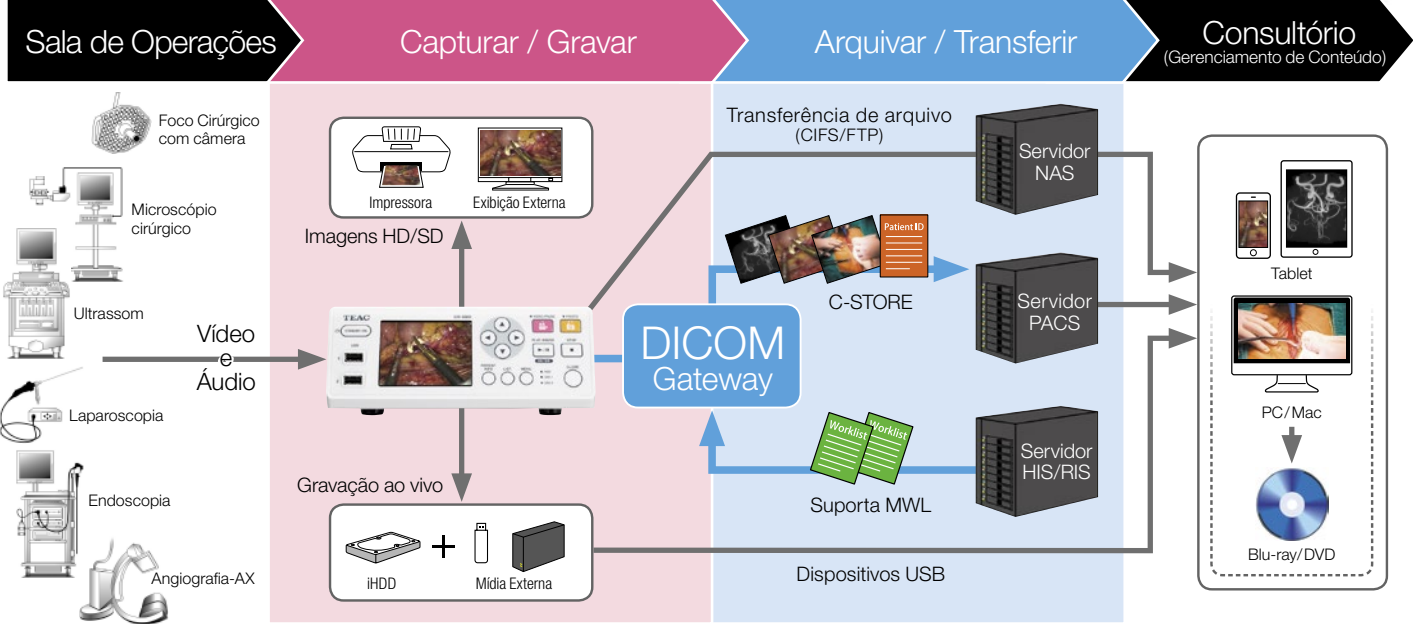 Sala de Operações
Capturar / Gravar
Arquivar / Transferir
Consultório
(Gerenciamento de Conteúdo)
Foco Cirúrgico
com câmera
Microscópio
cirúrgico
Ultrassom
Vídeo
e
Áudio
Laparoscopia
Endoscopia
Angiografia-AX
Impressora
Exibição Externa
Imagens HD/SD
TEAC
Gravação ao vivo
iHDD
+
Mídia Externa
Transferência de arquivo
(CIFS/FTP)
Servidor
NAS
Patient ID
C-STORE
Servidor
PACS
DICOM
Gateway
Worklist
Worklist
Suporta MWL
Servidor
HIS/RIS
Dispositivos USB
Tablet
PC/Mac
Blu-ray/DVD